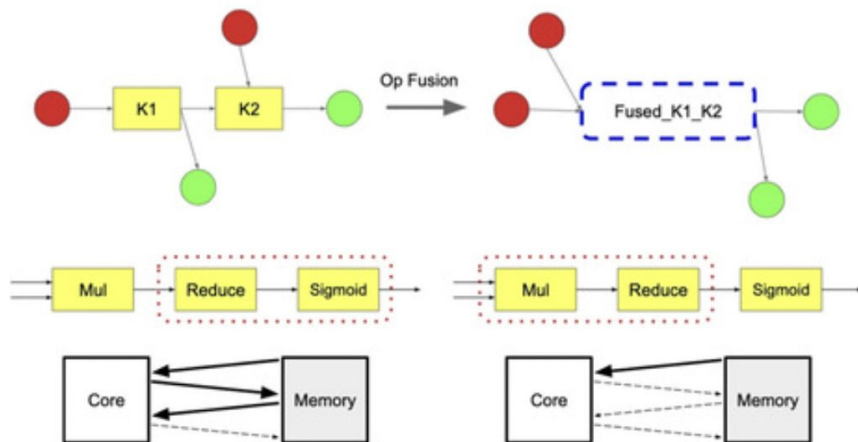 Op Fusion
K1
K2
Fused_K1_K2
Mul
Reduce
Sigmoid
Mul
Reduce
Sigmoid
Core
Memory
Core
Memory